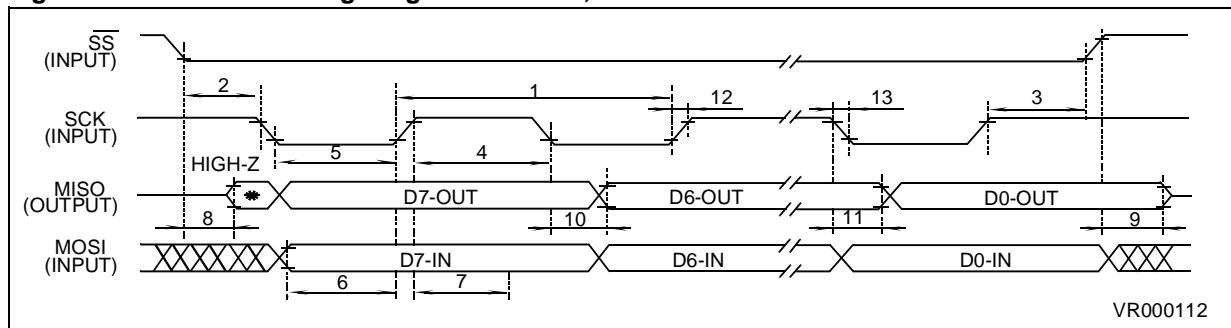 SS
(INPUT)
2
1
12
13
3
SCK
(INPUT)
5
4
HIGH-Z
MISO
(OUTPUT)
*
D7-OUT
D6-OUT
D0-OUT
8
10
11
9
MOSI
(INPUT)
D7-IN
D6-IN
D0-IN
6
7
VR000112